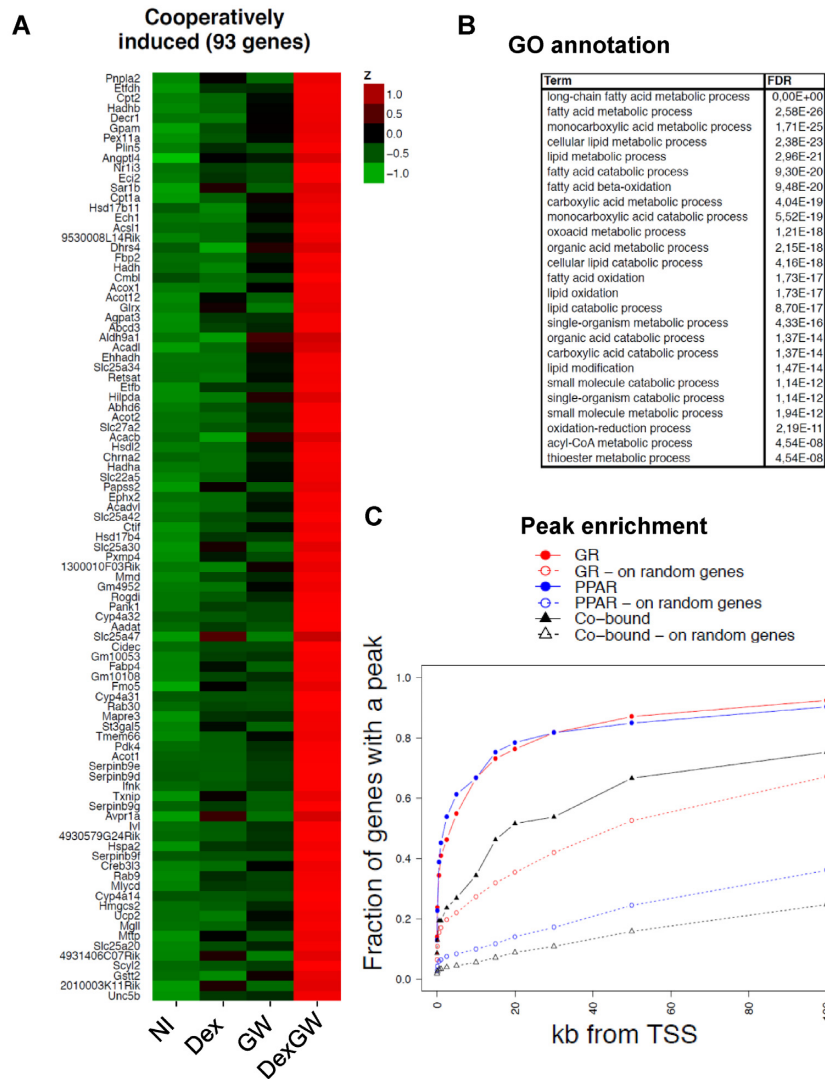 A
Cooperatively
induced (93 genes)
Pnpla2
Etfdh
Cpt2
Hadhb
Decr1
Gpam
Pex11a
Plin5
Angptl4
Nr1i3
Eci2
Sar1b
Cpt1a
Hsd17b11
Ech1
Acsl1
9530008L14Rik
Dhrs4
Fbp2
Hadh
Cmbl
Acox1
Acot12
Glrx
Agpat3
Abcd3
Aldh9a1
Acadl
Ehhadh
Slc25a34
Retsat
Etfb
Hilpda
Abhd6
Acot2
Slc27a2
Acacb
Hsdl2
Chrna2
Hadha
Slc22a5
Papss2
Ephx2
Acadvl
Slc25a42
Ctif
Hsd17b4
Slc25a30
Pxmp4
1300010F03Rik
Mmd
Gm4952
Rogdi
Pank1
Cyp4a32
Aadat
Slc25a47
Cidec
Gm10053
Fabp4
Gm10108
Fmo5
Cyp4a31
Rab30
Mapre3
St3gal5
Tmem66
Pdk4
Acot1
Serpinb9e
Serpinb9d
Ifnk
Txnip
Serpinb9g
Avpr1a
Ivl
4930579G24Rik
Hspa2
Serpinb9f
Creb3l3
Rab9
Mlycd
Cyp4a14
Hmgcs2
Ucp2
Mgll
Mttp
Slc25a20
4931406C07Rik
Scyl2
Gstt2
2010003K11Rik
Unc5b
NI Dex GW DexGW
Z
1.0
0.5
0.0
−0.5
−1.0
B
GO annotation
Term FDR
long-chain fatty acid metabolic process 0,00E+00
fatty acid metabolic process 2,58E-26
monocarboxylic acid metabolic process 1,71E-25
cellular lipid metabolic process 2,38E-23
lipid metabolic process 2,96E-21
fatty acid catabolic process 9,30E-20
fatty acid beta-oxidation 9,48E-20
carboxylic acid metabolic process 4,04E-19
monocarboxylic acid catabolic process 5,52E-19
oxoacid metabolic process 1,21E-18
organic acid metabolic process 2,15E-18
cellular lipid catabolic process 4,16E-18
fatty acid oxidation 1,73E-17
lipid oxidation 1,73E-17
lipid catabolic process 8,70E-17
single-organism metabolic process 4,33E-16
organic acid catabolic process 1,37E-14
carboxylic acid catabolic process 1,37E-14
lipid modification 1,47E-14
small molecule catabolic process 1,14E-12
single-organism catabolic process 1,14E-12
small molecule metabolic process 1,94E-12
oxidation-reduction process 2,19E-11
acyl-CoA metabolic process 4,54E-08
thioester metabolic process 4,54E-08
C
Peak enrichment
GR
GR − on random genes
PPAR
PPAR − on random genes
Co−bound
Co−bound − on random genes
Fraction of genes with a peak
1.0
0.8
0.6
0.4
0.2
0.0
0 20 40 60 80 100
kb from TSS